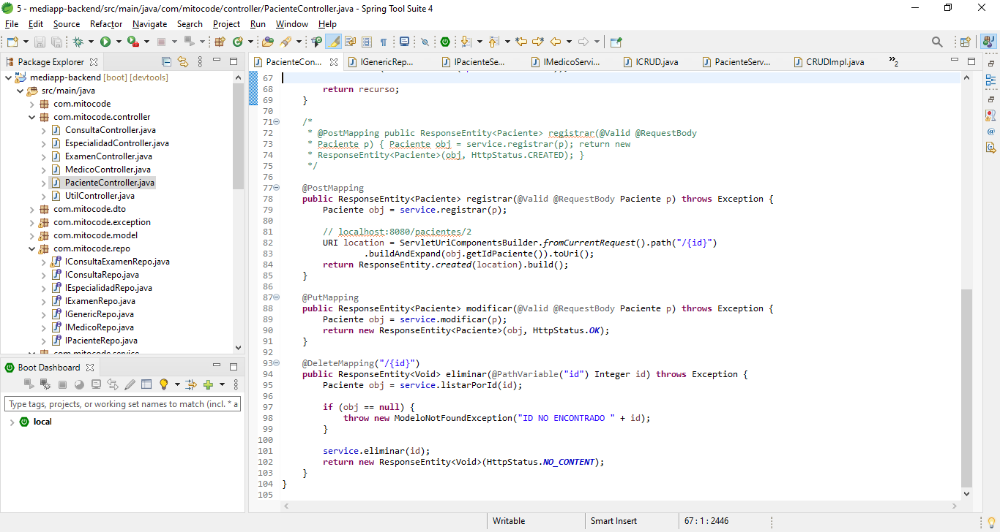 5 - mediapp-backend/src/main/java/com/mitocode/controller/PacienteController.java - Spring Tool Suite 4
File Edit Source Refactor Navigate Search Project Run Window Help
Package Explorer
mediapp-backend [boot] [devtools]
src/main/java
com.mitocode
com.mitocode.controller
ConsultaController.java
EspecialidadController.java
ExamenController.java
MedicoController.java
PacienteController.java
UtilController.java
com.mitocode.dto
com.mitocode.exception
com.mitocode.model
com.mitocode.repo
IConsultaExamenRepo.java
IConsultaRepo.java
IEspecialidadRepo.java
IExamenRepo.java
IGenericRepo.java
IMedicoRepo.java
IPacienteRepo.java
com.mitocode.service
Boot Dashboard
Type tags, projects, or working set names to match (incl. * a
local
PacienteCon... IGenericRep... IPacienteSe... IMedicoServi... ICRUD.java PacienteServ... CRUDImpl.java »2
67
68 return recurso;
69 }
70
71 /*
72 * @PostMapping public ResponseEntity<Paciente> registrar(@Valid @RequestBody
73 * Paciente p) { Paciente obj = service.registrar(p); return new
74 * ResponseEntity<Paciente>(obj, HttpStatus.CREATED); }
75 */
76
77 @PostMapping
78 public ResponseEntity<Paciente> registrar(@Valid @RequestBody Paciente p) throws Exception {
79 Paciente obj = service.registrar(p);
80
81 // localhost:8080/pacientes/2
82 URI location = ServletUriComponentsBuilder.fromCurrentRequest().path("/{id}")
83 .buildAndExpand(obj.getIdPaciente()).toUri();
84 return ResponseEntity.created(location).build();
85 }
86
87 @PutMapping
88 public ResponseEntity<Paciente> modificar(@Valid @RequestBody Paciente p) throws Exception {
89 Paciente obj = service.modificar(p);
90 return new ResponseEntity<Paciente>(obj, HttpStatus.OK);
91 }
92
93 @DeleteMapping("/{id}")
94 public ResponseEntity<Void> eliminar(@PathVariable("id") Integer id) throws Exception {
95 Paciente obj = service.listarPorId(id);
96
97 if (obj == null) {
98 throw new ModeloNotFoundException("ID NO ENCONTRADO " + id);
99 }
100
101 service.eliminar(id);
102 return new ResponseEntity<Void>(HttpStatus.NO_CONTENT);
103 }
104 }
105
Writable Smart Insert 67 : 1 : 2446